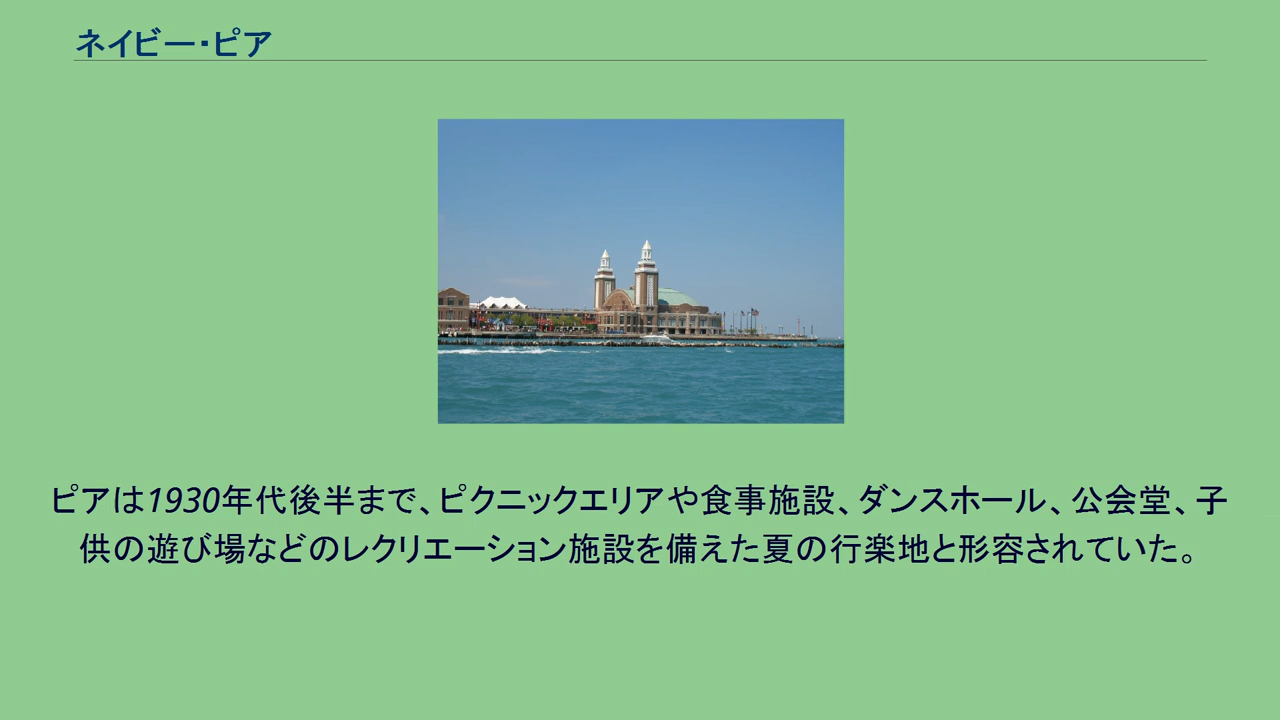 ネイビー・ピア
ピアは1930年代後半まで、ピクニックエリアや食事施設、ダンスホール、公会堂、子
供の遊び場などのレクリエーション施設を備えた夏の行楽地と形容されていた。